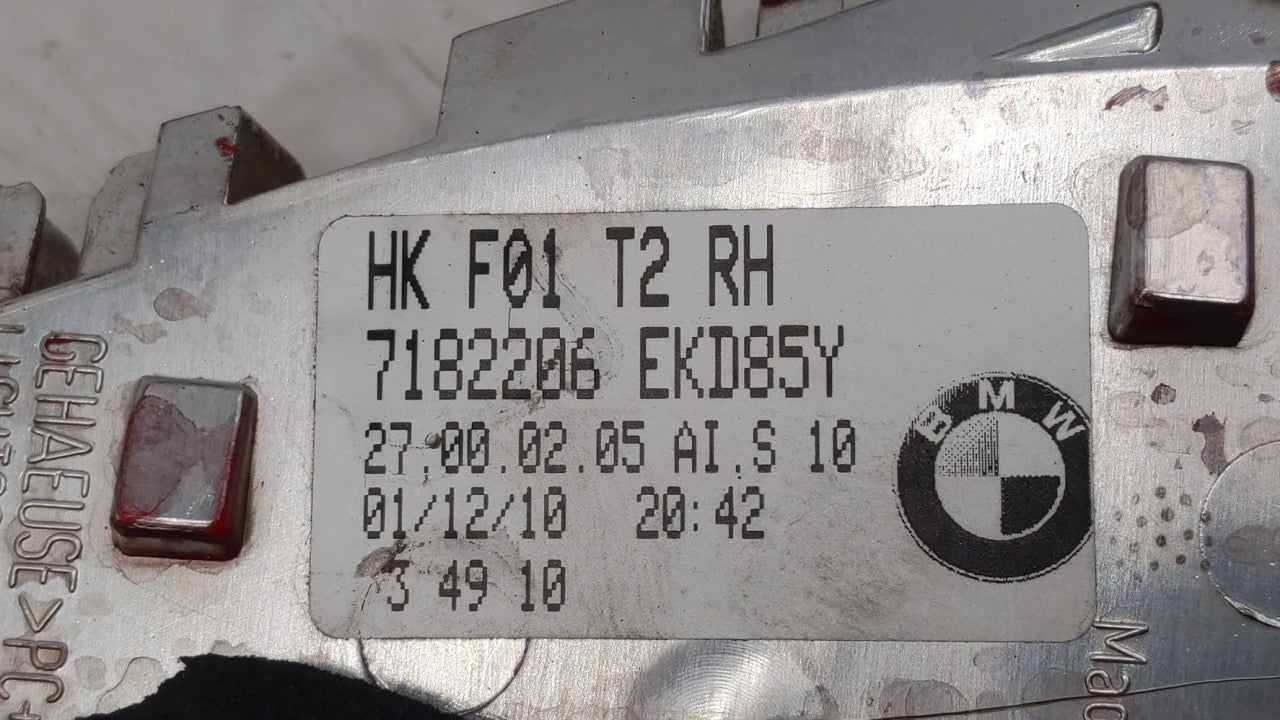 HK F01 T2 RH
7182206 EKD85Y
27.00.02.05 AI.S 10
01/12/10 20:42
3 49 10
BMW
GEHAEUSE >PC+